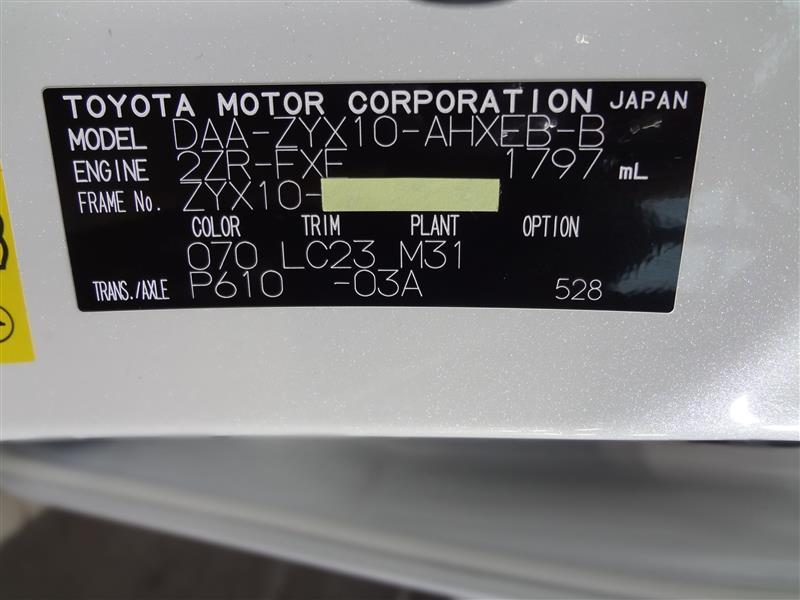 TOYOTA MOTOR CORPORATION JAPAN
MODEL DAA-ZYX10-AHXEB-B
ENGINE 2ZR-FXE 1797 mL
FRAME No. ZYX10-
COLOR TRIM PLANT OPTION
070 LC23 M31
TRANS./AXLE P610 -03A 528